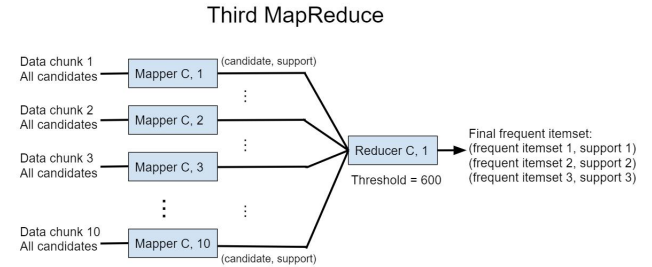 Third MapReduce
Data chunk 1
All candidates
Mapper C, 1
(candidate, support)
...
Data chunk 2
All candidates
Mapper C, 2
...
Data chunk 3
All candidates
Mapper C, 3
Reducer C, 1
Threshold = 600
Final frequent itemset:
(frequent itemset 1, support 1)
(frequent itemset 2, support 2)
(frequent itemset 3, support 3)
...
...
Data chunk 10
All candidates
Mapper C, 10
(candidate, support)